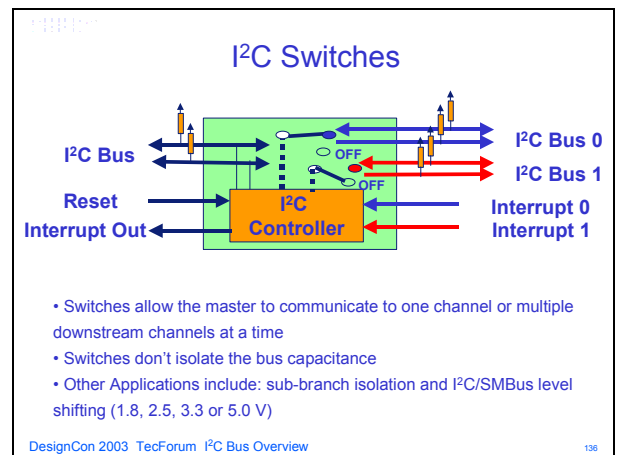 I²C Switches
I²C Bus
Reset
Interrupt Out
OFF
OFF
I²C
Controller
I²C Bus 0
I²C Bus 1
Interrupt 0
Interrupt 1
• Switches allow the master to communicate to one channel or multiple
downstream channels at a time
• Switches don't isolate the bus capacitance
• Other Applications include: sub-branch isolation and I²C/SMBus level
shifting (1.8, 2.5, 3.3 or 5.0 V)
DesignCon 2003 TecForum I²C Bus Overview
136